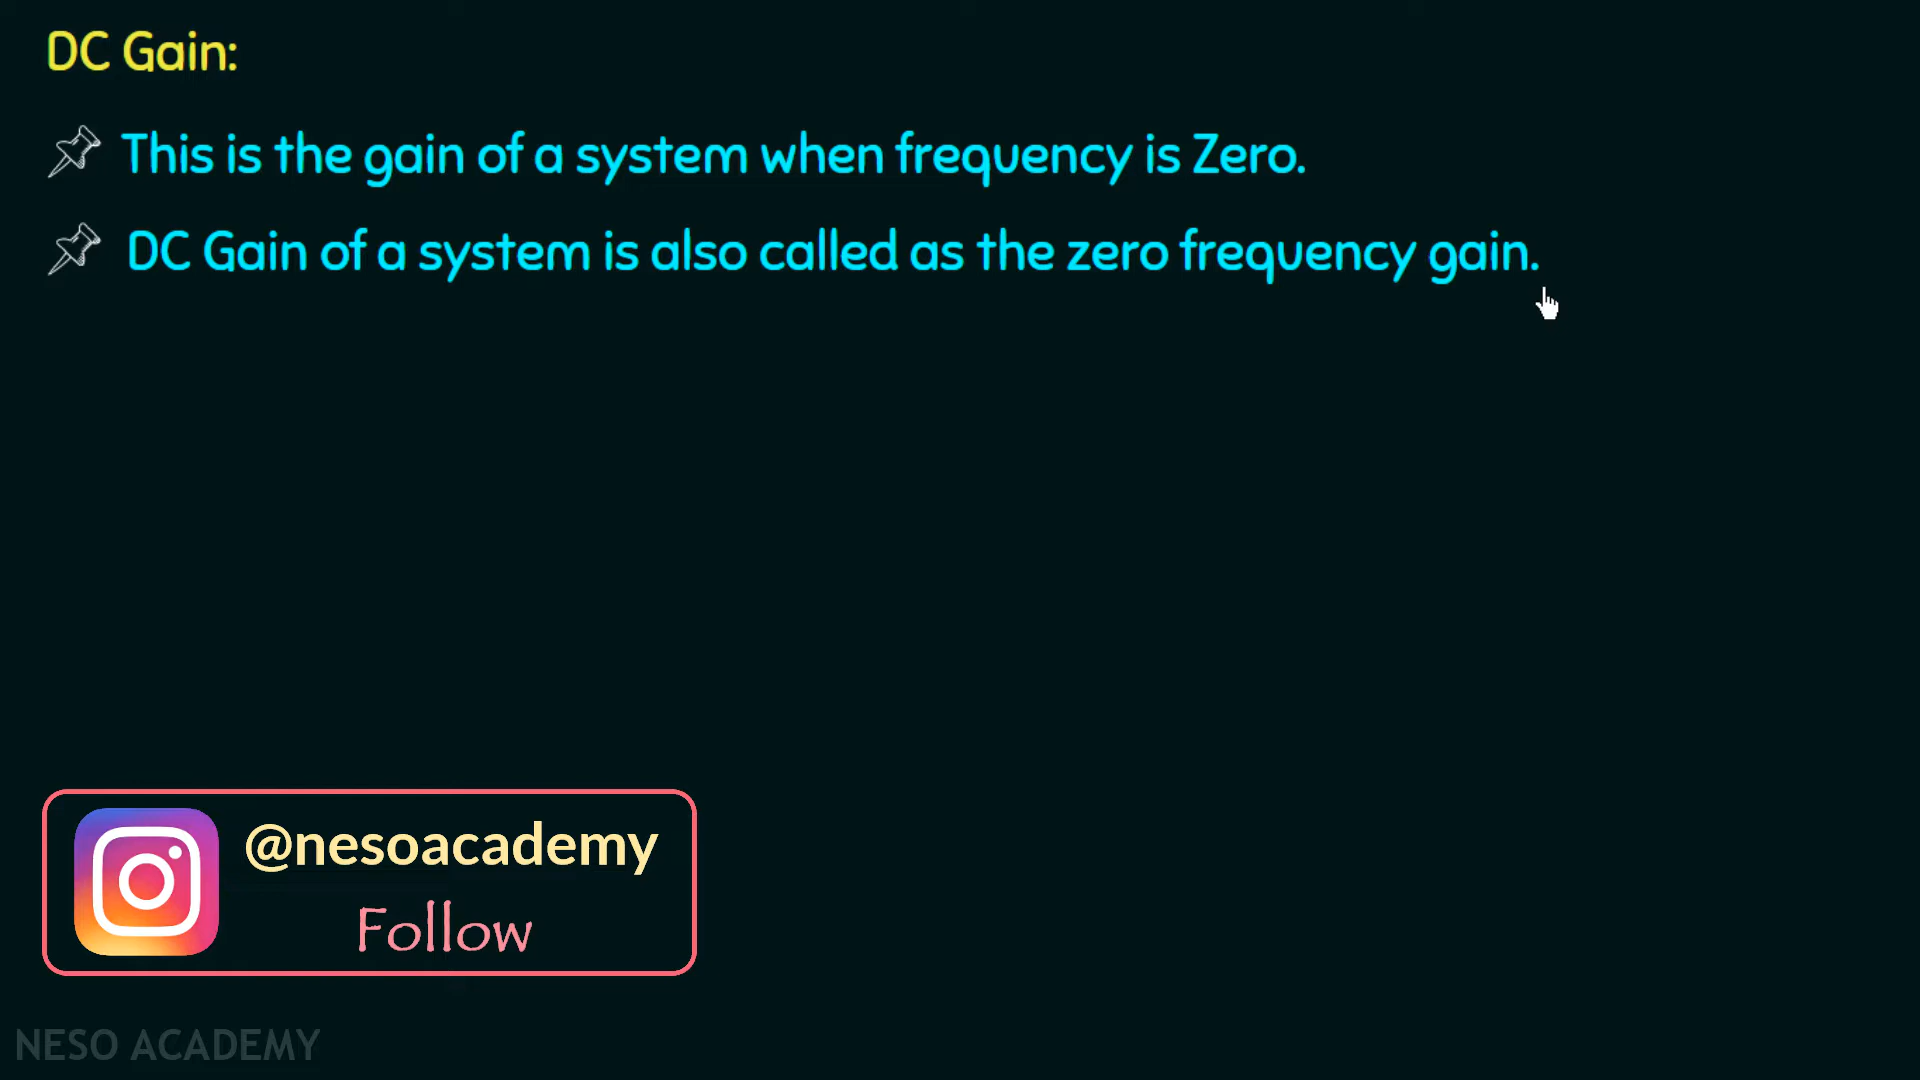 DC Gain:
This is the gain of a system when frequency is Zero.
DC Gain of a system is also called as the zero frequency gain.
@nesoacademy
Follow
NESO ACADEMY